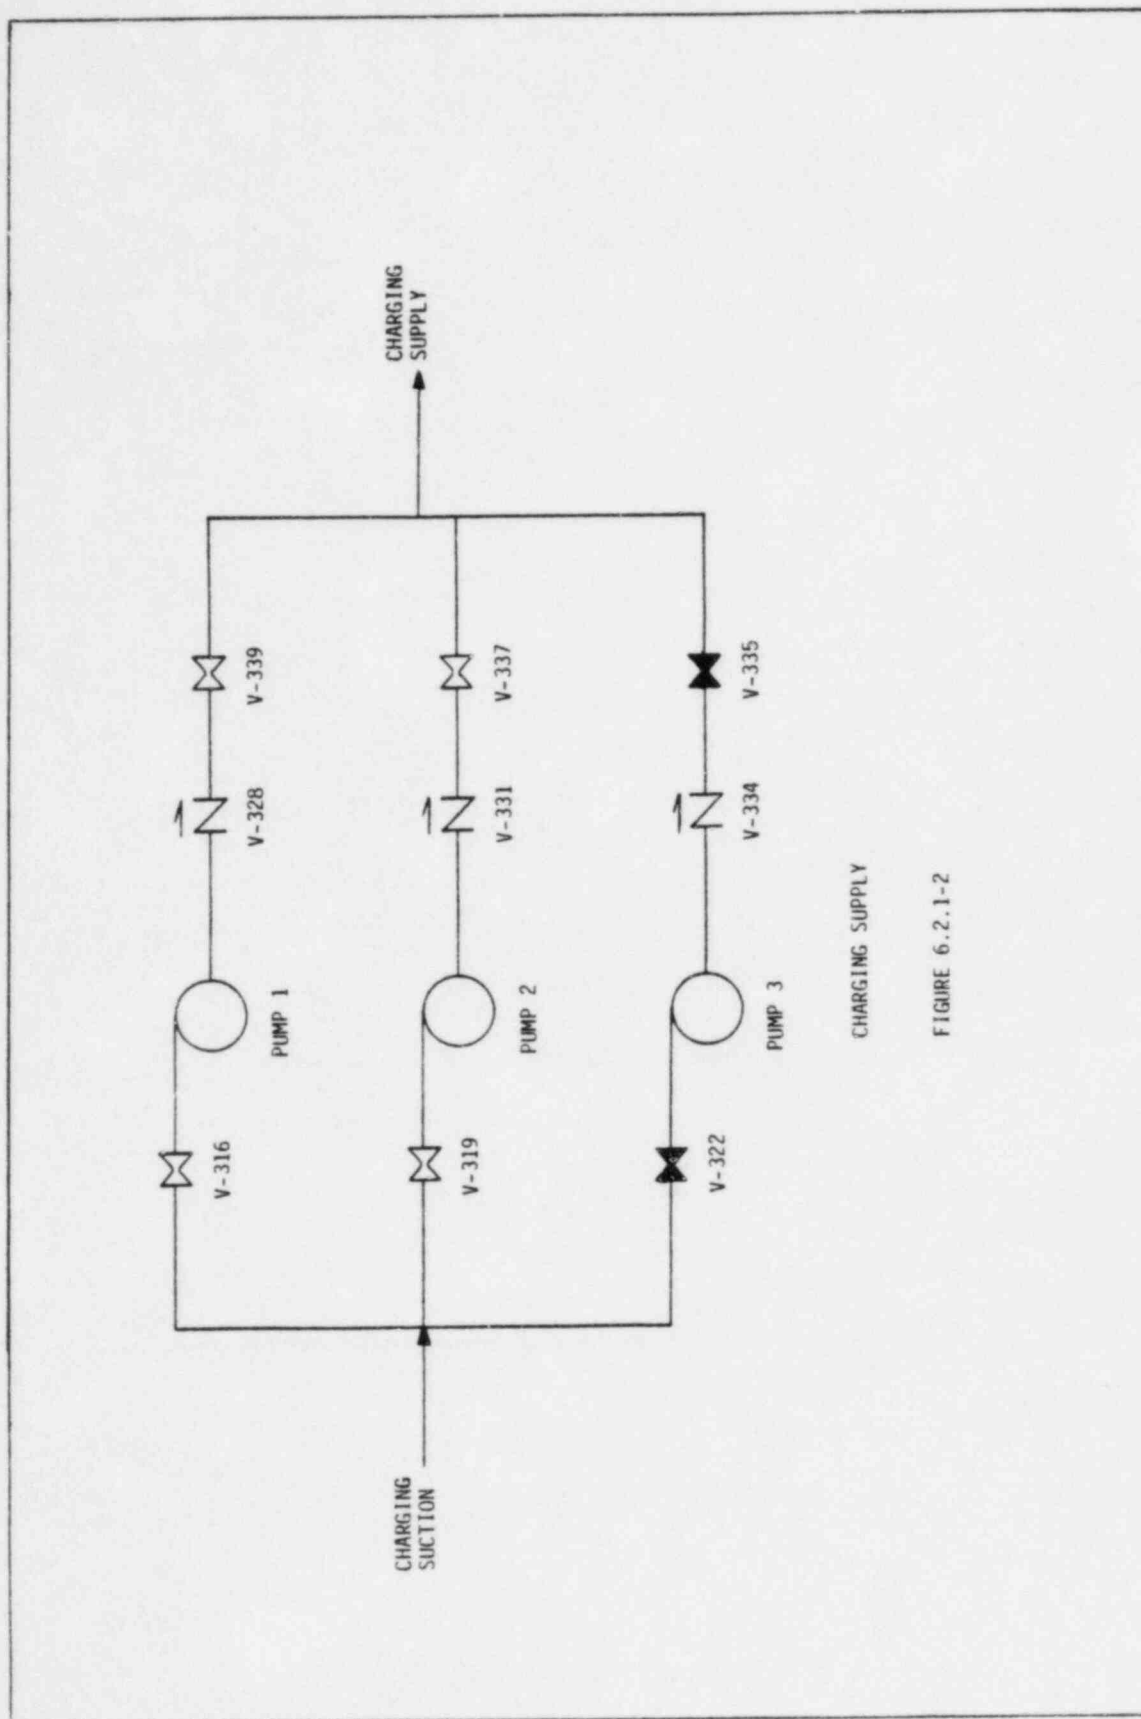 CHARGING
SUCTION
V-316
PUMP 1
V-328
V-339
V-319
PUMP 2
V-331
V-337
CHARGING
SUPPLY
V-322
PUMP 3
V-334
V-335
CHARGING SUPPLY
FIGURE 6.2.1-2